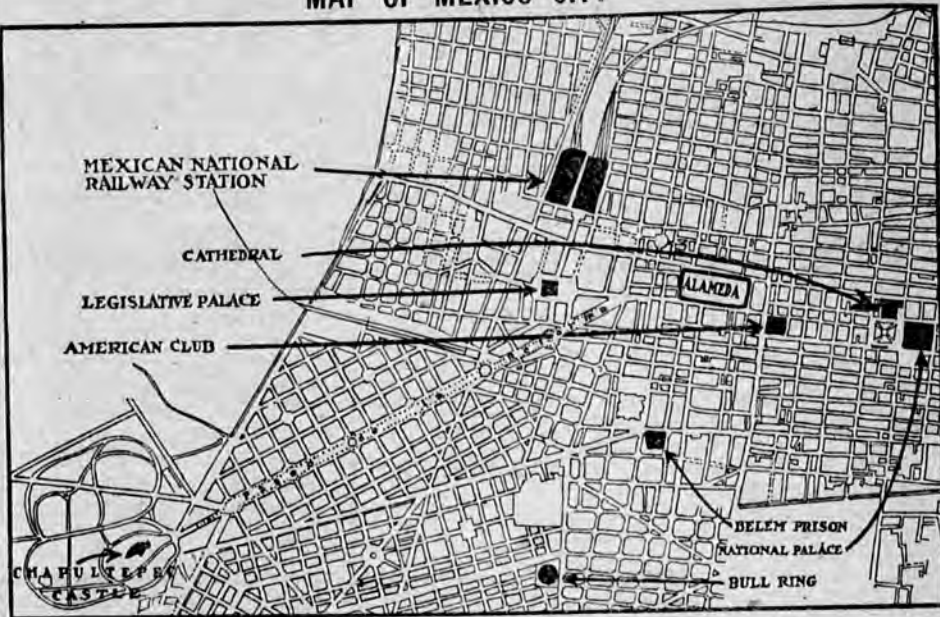 MEXICAN NATIONAL
RAILWAY STATION
CATHEDRAL
ALAMEDA
LEGISLATIVE PALACE
AMERICAN CLUB
BELEM PRISON
NATIONAL PALACE
CHAPULTEPEC
CASTLE
BULL RING